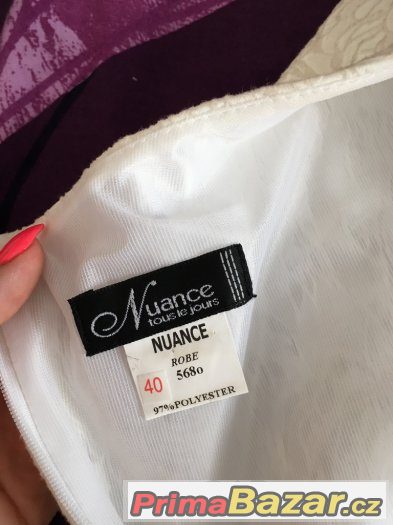 Nuance
tous le jours
NUANCE
ROBE
40 5680
97%POLYESTER
PrimaBazar.cz